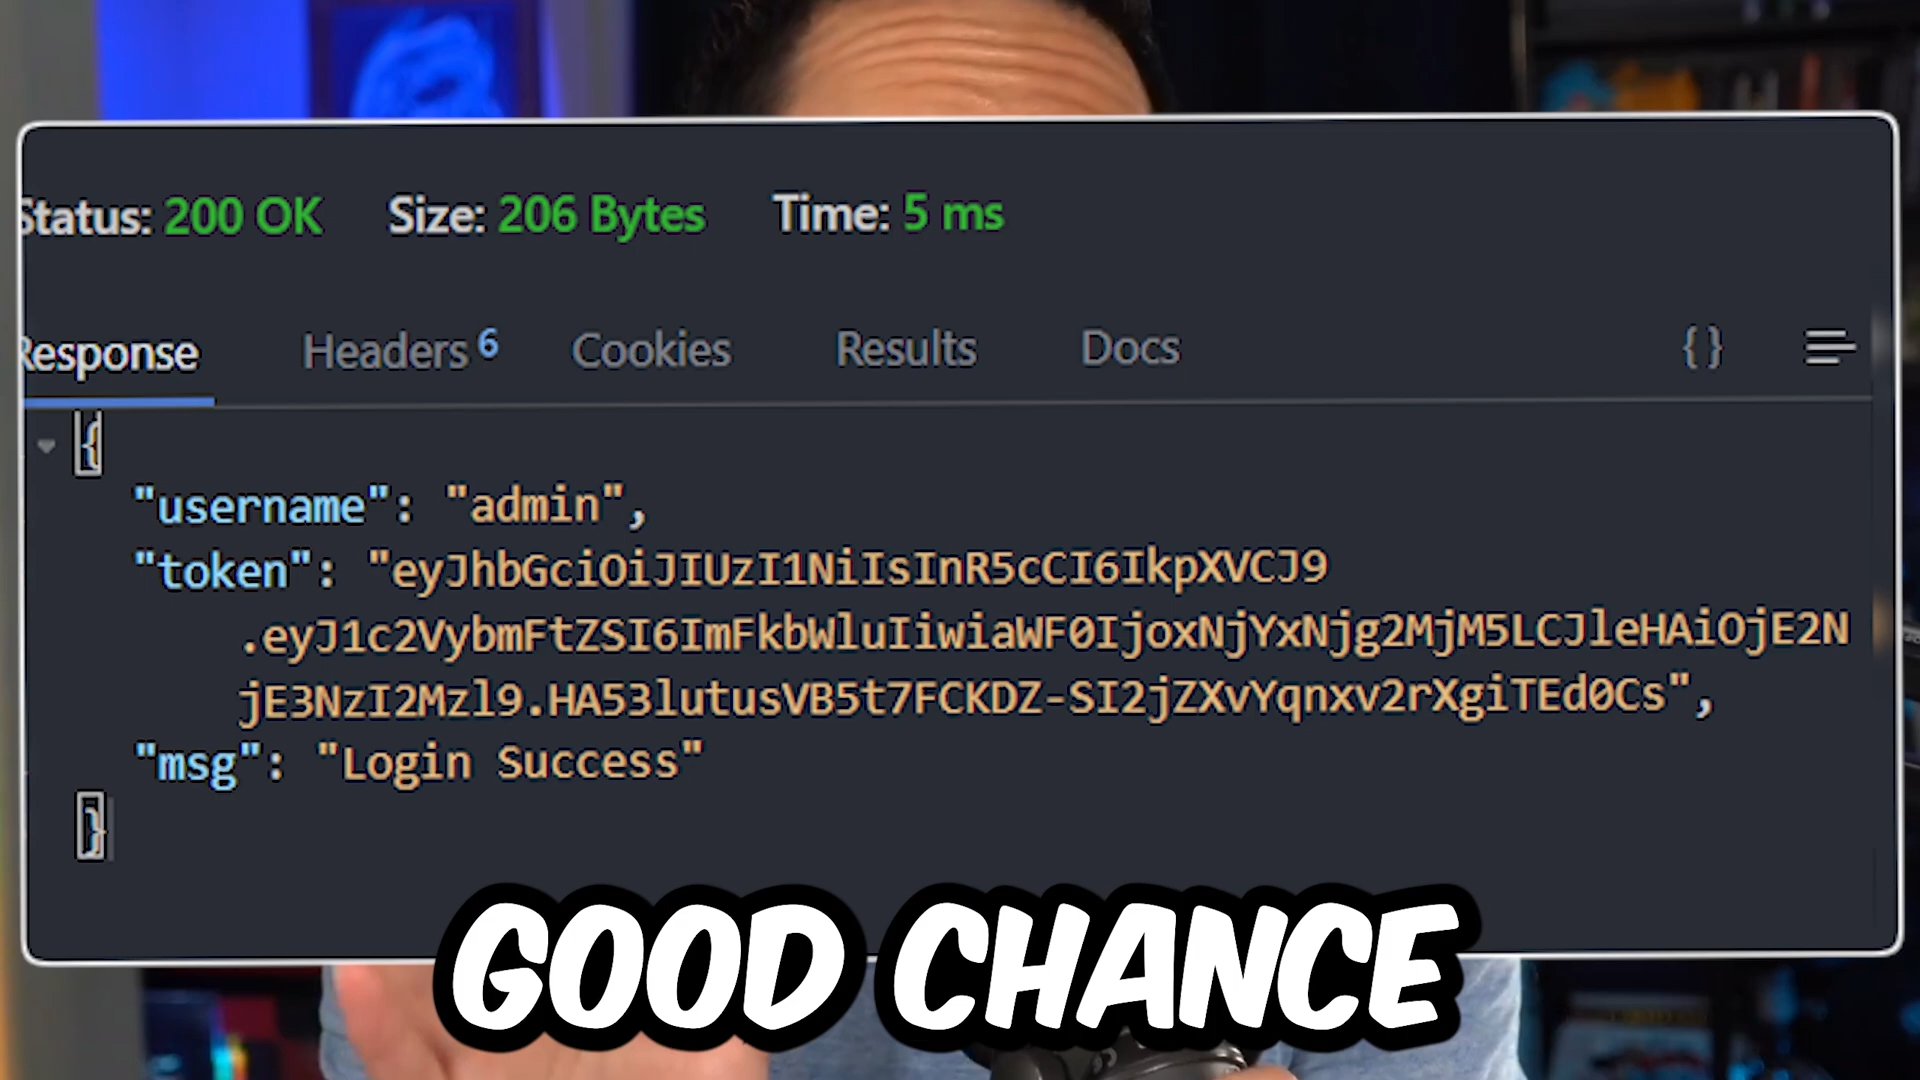 Status: 200 OK Size: 206 Bytes Time: 5 ms
Response Headers 6 Cookies Results Docs { }
{
"username": "admin",
"token": "eyJhbGciOiJIUzI1NiIsInR5cCI6IkpXVCJ9
.eyJ1c2VybmFtZSI6ImFkbWluIiwiaWF0IjoxNjYxNjg2MjM5LCJleHAiOjE2N
jE3NzI2Mzl9.HA53lutusVB5t7FCKDZ-SI2jZXvYqnxv2rXgiTEd0Cs",
"msg": "Login Success"
}
GOOD CHANCE